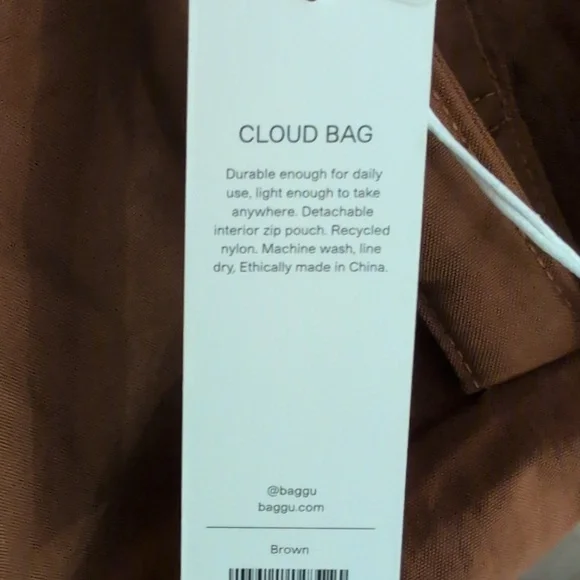 CLOUD BAG
Durable enough for daily
use, light enough to take
anywhere. Detachable
interior zip pouch. Recycled
nylon. Machine wash, line
dry, Ethically made in China.
@baggu
baggu.com
Brown